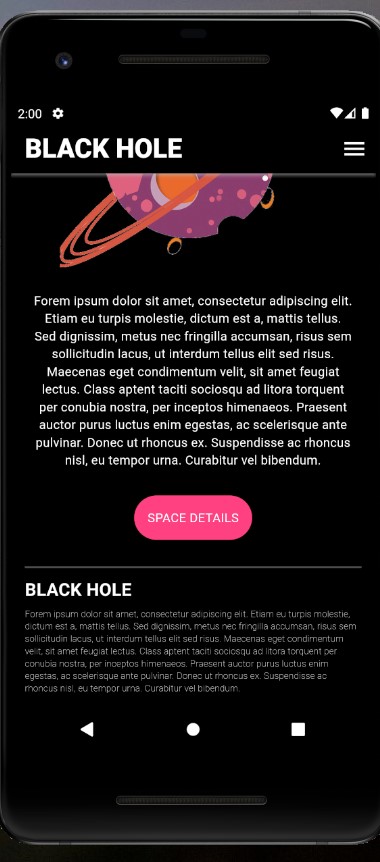 2:00
BLACK HOLE
Forem ipsum dolor sit amet, consectetur adipiscing elit.
Etiam eu turpis molestie, dictum est a, mattis tellus.
Sed dignissim, metus nec fringilla accumsan, risus sem
sollicitudin lacus, ut interdum tellus elit sed risus.
Maecenas eget condimentum velit, sit amet feugiat
lectus. Class aptent taciti sociosqu ad litora torquent
per conubia nostra, per inceptos himenaeos. Praesent
auctor purus luctus enim egestas, ac scelerisque ante
pulvinar. Donec ut rhoncus ex. Suspendisse ac rhoncus
nisl, eu tempor urna. Curabitur vel bibendum.
SPACE DETAILS
BLACK HOLE
Forem ipsum dolor sit amet, consectetur adipiscing elit. Etiam eu turpis molestie,
dictum est a, mattis tellus. Sed dignissim, metus nec fringilla accumsan, risus sem
sollicitudin lacus, ut interdum tellus elit sed risus. Maecenas eget condimentum
velit, sit amet feugiat lectus. Class aptent taciti sociosqu ad litora torquent per
conubia nostra, per inceptos himenaeos. Praesent auctor purus luctus enim
egestas, ac scelerisque ante pulvinar. Donec ut rhoncus ex. Suspendisse ac
rhoncus nisl, eu tempor urna. Curabitur vel bibendum.